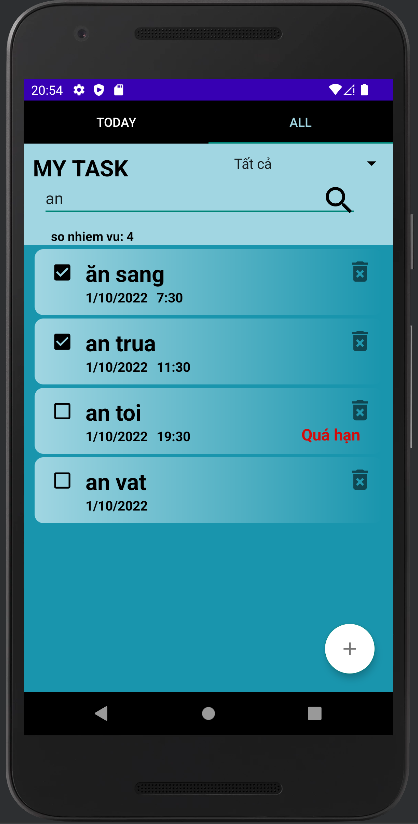 20:54
TODAY ALL
MY TASK Tất cả
an
so nhiem vu: 4
ăn sang
1/10/2022 7:30
an trua
1/10/2022 11:30
an toi
1/10/2022 19:30 Quá hạn
an vat
1/10/2022
+